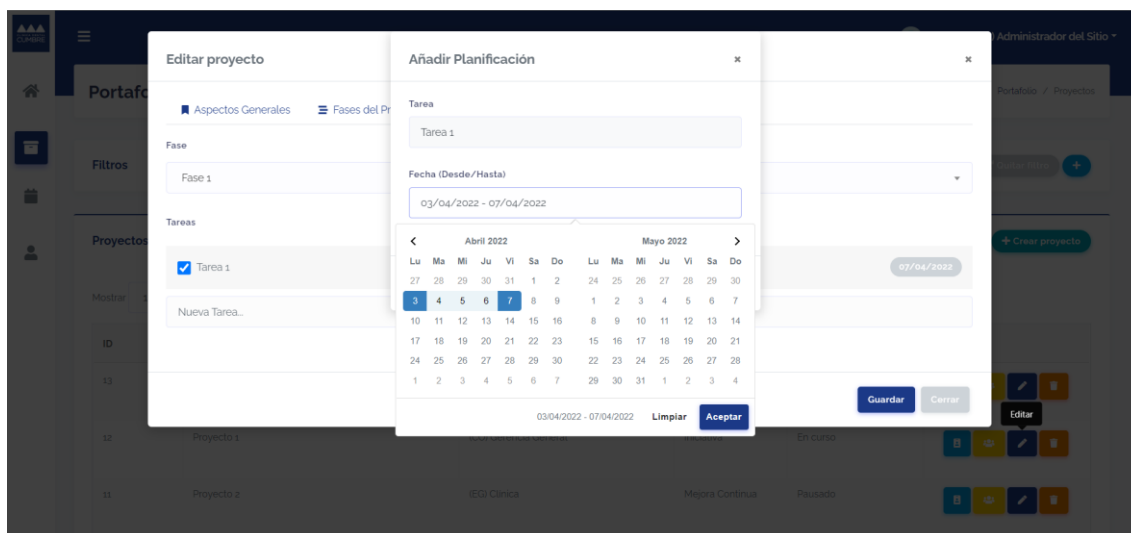 CUMBRE
Administrador del Sitio
Portafo
Portafolio / Proyectos
Editar proyecto
×
Aspectos Generales
Fases del Pr
Fase
Fase 1
Tareas
Tarea 1
07/04/2022
Nueva Tarea...
Guardar
Cerrar
Añadir Planificación
×
Tarea
Tarea 1
Fecha (Desde/Hasta)
03/04/2022 - 07/04/2022
Abril 2022
Lu Ma Mi Ju Vi Sa Do
27 28 29 30 31 1 2
3 4 5 6 7 8 9
10 11 12 13 14 15 16
17 18 19 20 21 22 23
24 25 26 27 28 29 30
1 2 3 4 5 6 7
Mayo 2022
Lu Ma Mi Ju Vi Sa Do
24 25 26 27 28 29 30
1 2 3 4 5 6 7
8 9 10 11 12 13 14
15 16 17 18 19 20 21
22 23 24 25 26 27 28
29 30 31 1 2 3 4
03/04/2022 - 07/04/2022
Limpiar
Aceptar
Filtros
+
Proyectos
+ Crear proyecto
Mostrar
ID
13
Editar
12 Proyecto 1 General En curso
11 Proyecto 2 (EG) Clínica Mejora Continua Pausado